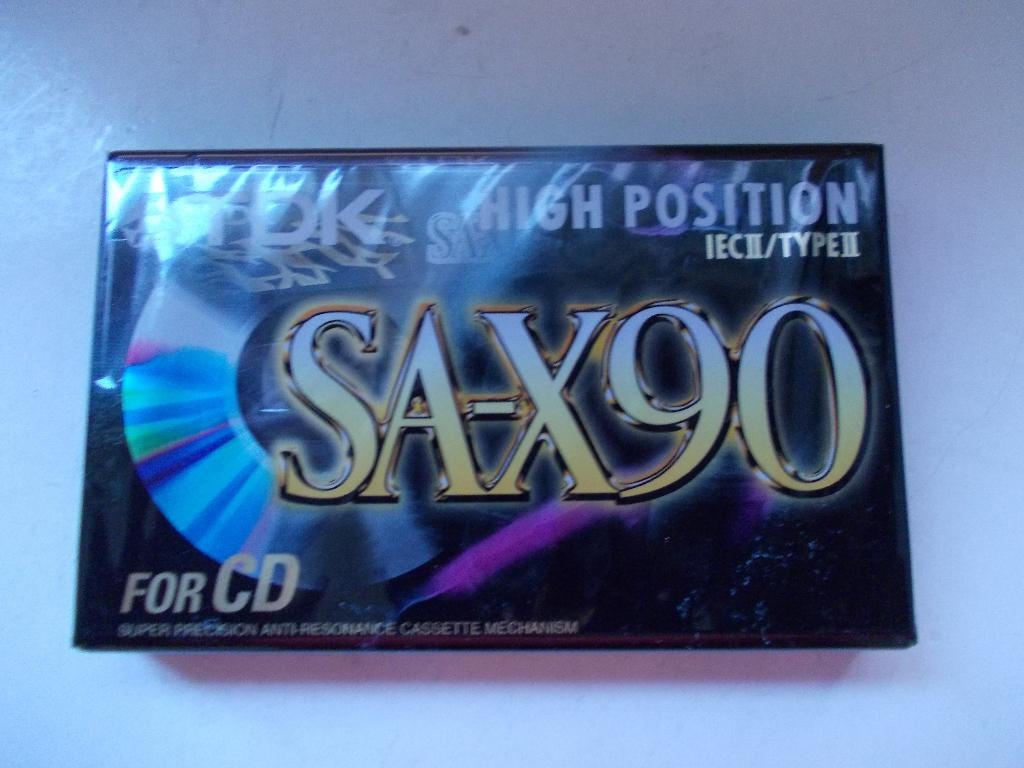 TDK
HIGH POSITION
SA-
IECII/TYPEII
SA-X90
FOR CD
SUPER PRECISION ANTI-RESONANCE CASSETTE MECHANISM